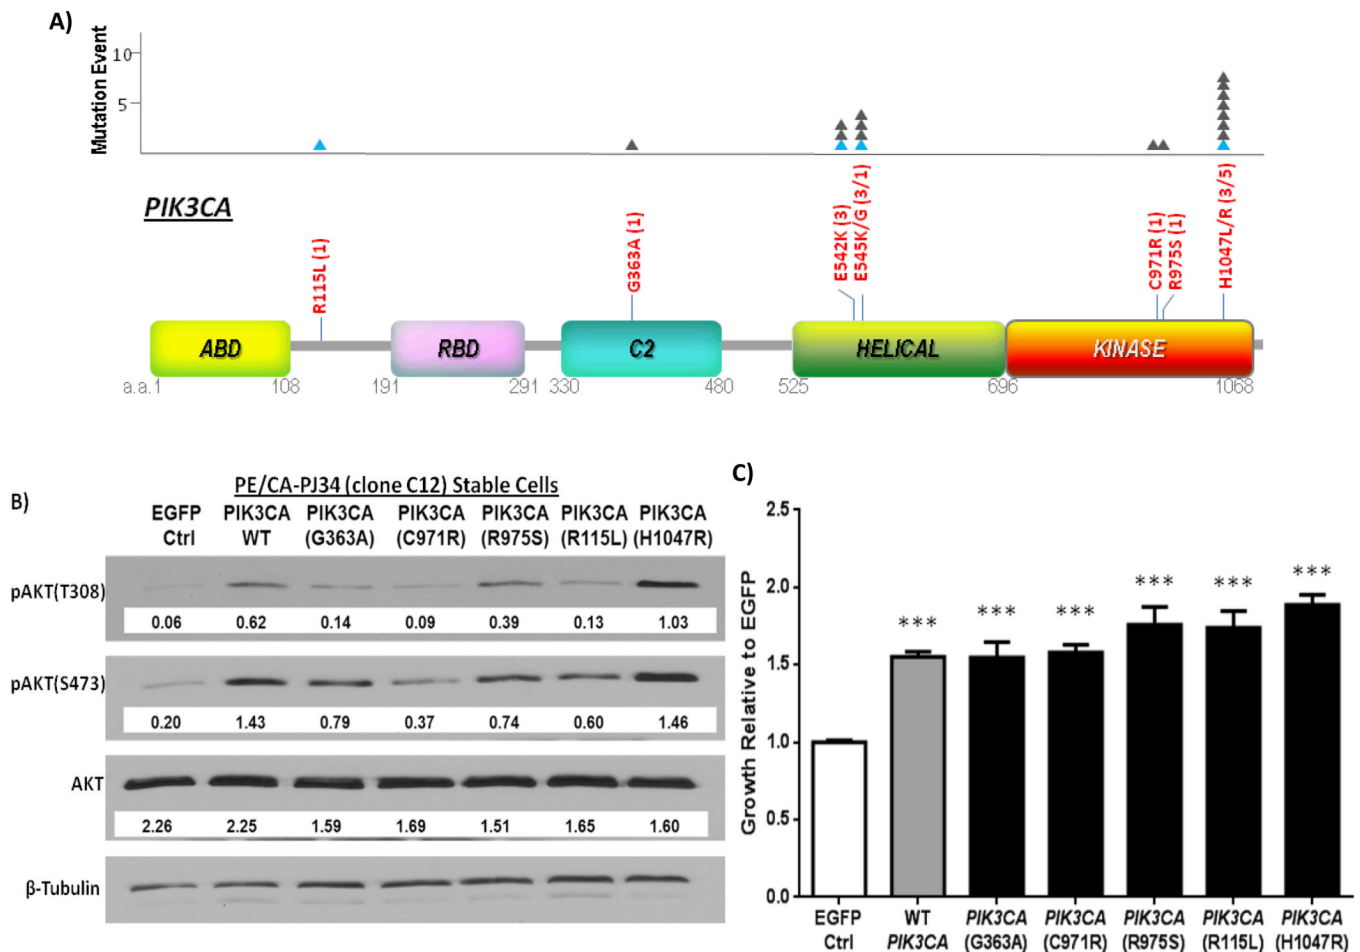 A)
Mutation Event
10
5
PIK3CA
R115L (1)
G363A (1)
E542K (3)
E545K/G (3/1)
C971R (1)
R975S (1)
H1047L/R (3/5)
ABD
RBD
C2
HELICAL
KINASE
a.a.1 108 191 291 330 480 525 696 1068
B)
PE/CA-PJ34 (clone C12) Stable Cells
EGFP PIK3CA PIK3CA PIK3CA PIK3CA PIK3CA PIK3CA
Ctrl WT (G363A) (C971R) (R975S) (R115L) (H1047R)
pAKT(T308)
0.06 0.62 0.14 0.09 0.39 0.13 1.03
pAKT(S473)
0.20 1.43 0.79 0.37 0.74 0.60 1.46
AKT
2.26 2.25 1.59 1.69 1.51 1.65 1.60
β-Tubulin
C)
Growth Relative to EGFP
2.5
2.0
1.5
1.0
0.5
0.0
*** *** *** *** *** ***
EGFP WT PIK3CA PIK3CA PIK3CA PIK3CA PIK3CA
Ctrl PIK3CA (G363A) (C971R) (R975S) (R115L) (H1047R)